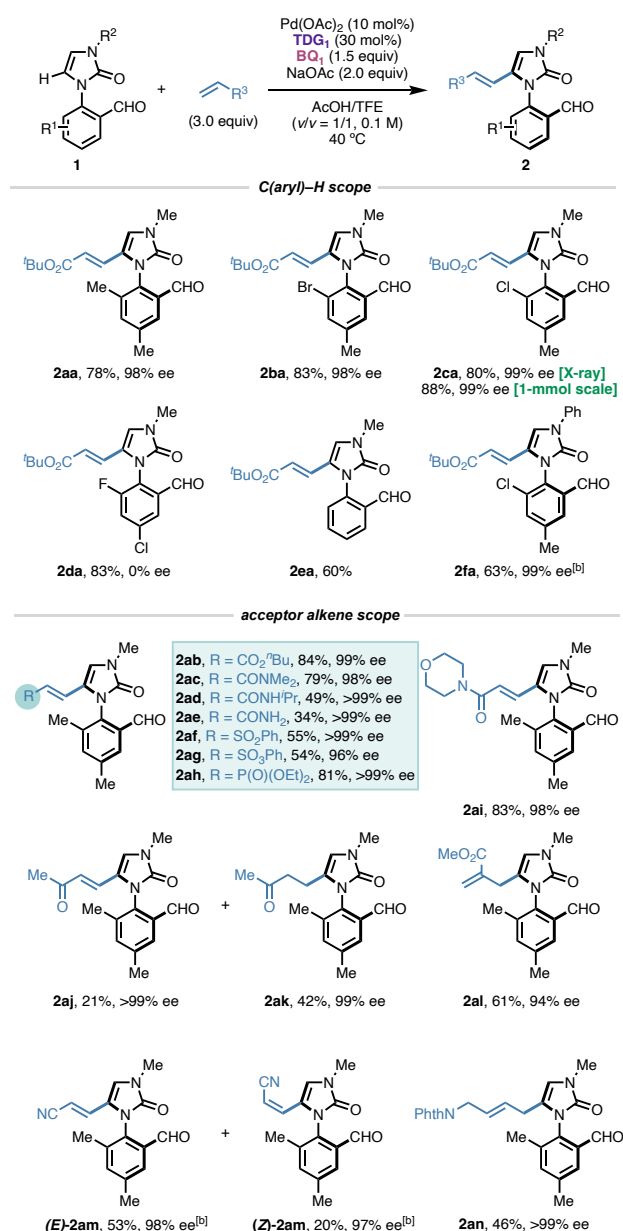 Pd(OAc)₂ (10 mol%)
TDG₁ (30 mol%)
BQ₁ (1.5 equiv)
NaOAc (2.0 equiv)
AcOH/TFE
(v/v = 1/1, 0.1 M)
40 ºC
R²
N
H
N
O
CHO
R¹
1
+
R³
(3.0 equiv)
R²
N
R³
N
O
CHO
R¹
2
C(aryl)–H scope
Me
N
O
ᵗBuO₂C
N
Me
CHO
Me
2aa, 78%, 98% ee
Me
N
O
ᵗBuO₂C
N
Br
CHO
Me
2ba, 83%, 98% ee
Me
N
O
ᵗBuO₂C
N
Cl
CHO
Me
2ca, 80%, 99% ee [X-ray]
88%, 99% ee [1-mmol scale]
Me
N
O
ᵗBuO₂C
N
F
CHO
Cl
2da, 83%, 0% ee
Me
N
O
ᵗBuO₂C
N
CHO
2ea, 60%
Ph
N
O
ᵗBuO₂C
N
Cl
CHO
Me
2fa, 63%, 99% ee[b]
acceptor alkene scope
Me
N
R
O
N
Me
CHO
Me
2ab, R = CO₂ⁿBu, 84%, 99% ee
2ac, R = CONMe₂, 79%, 98% ee
2ad, R = CONHⁱPr, 49%, >99% ee
2ae, R = CONH₂, 34%, >99% ee
2af, R = SO₂Ph, 55%, >99% ee
2ag, R = SO₃Ph, 54%, 96% ee
2ah, R = P(O)(OEt)₂, 81%, >99% ee
Me
O
N
N
O
O
N
Me
CHO
Me
2ai, 83%, 98% ee
Me
N
Me
O
O
N
Me
CHO
Me
2aj, 21%, >99% ee
+
Me
N
Me
O
O
N
Me
CHO
Me
2ak, 42%, 99% ee
Me
MeO₂C
N
O
N
Me
CHO
Me
2al, 61%, 94% ee
Me
N
NC
O
N
Me
CHO
Me
(E)-2am, 53%, 98% ee[b]
+
Me
CN
N
O
N
Me
CHO
Me
(Z)-2am, 20%, 97% ee[b]
Me
N
PhthN
O
N
Me
CHO
Me
2an, 46%, >99% ee